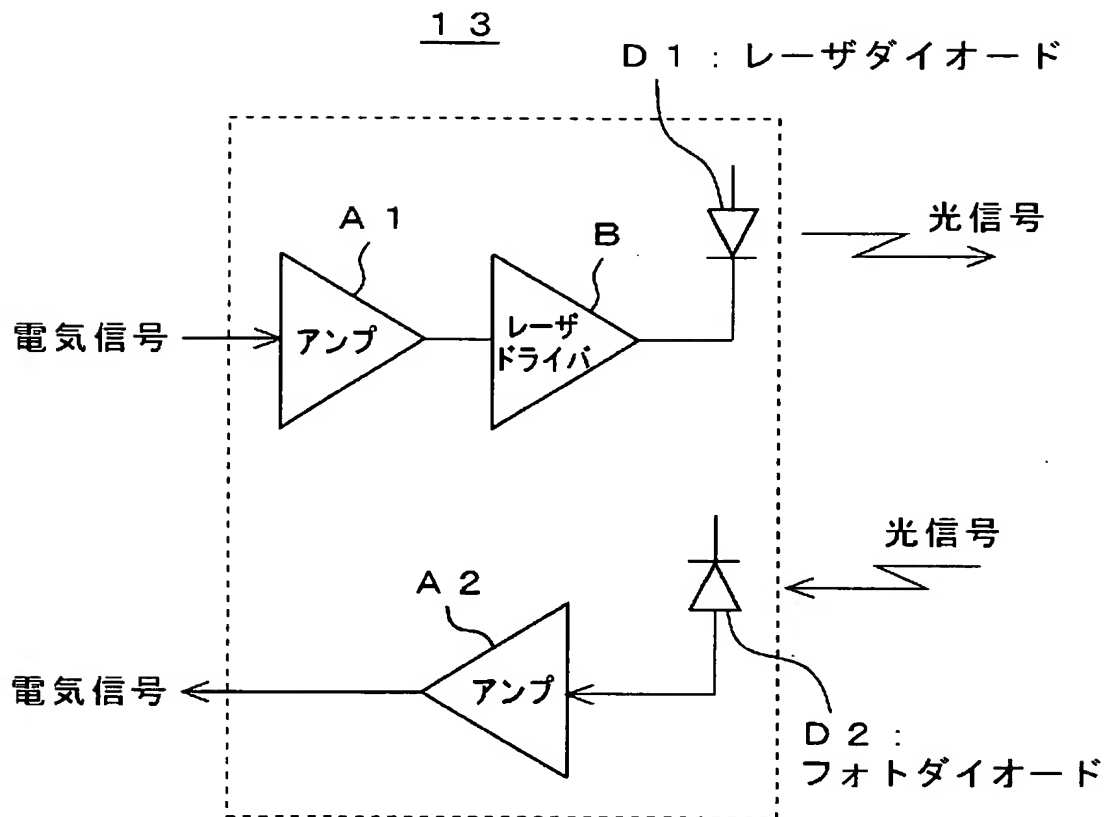 １３
Ｄ１：レーザダイオード
Ａ１
Ｂ
光信号
電気信号
アンプ
レーザ
ドライバ
光信号
Ａ２
電気信号
アンプ
Ｄ２：
フォトダイオード